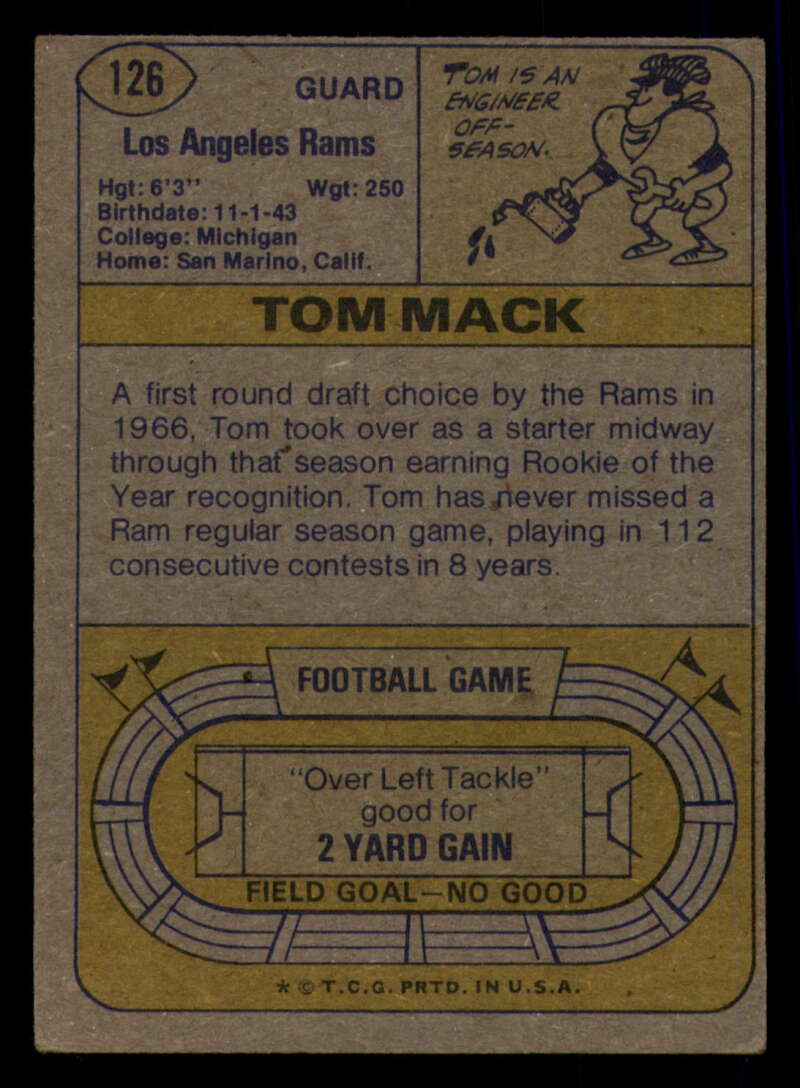 126
GUARD
Los Angeles Rams
Hgt: 6'3" Wgt: 250
Birthdate: 11-1-43
College: Michigan
Home: San Marino, Calif.
TOM IS AN
ENGINEER
OFF-
SEASON.
TOM MACK
A first round draft choice by the Rams in
1966, Tom took over as a starter midway
through that season earning Rookie of the
Year recognition. Tom has never missed a
Ram regular season game, playing in 112
consecutive contests in 8 years.
FOOTBALL GAME
"Over Left Tackle"
good for
2 YARD GAIN
FIELD GOAL—NO GOOD
* © T.C.G. PRTD. IN U.S.A.